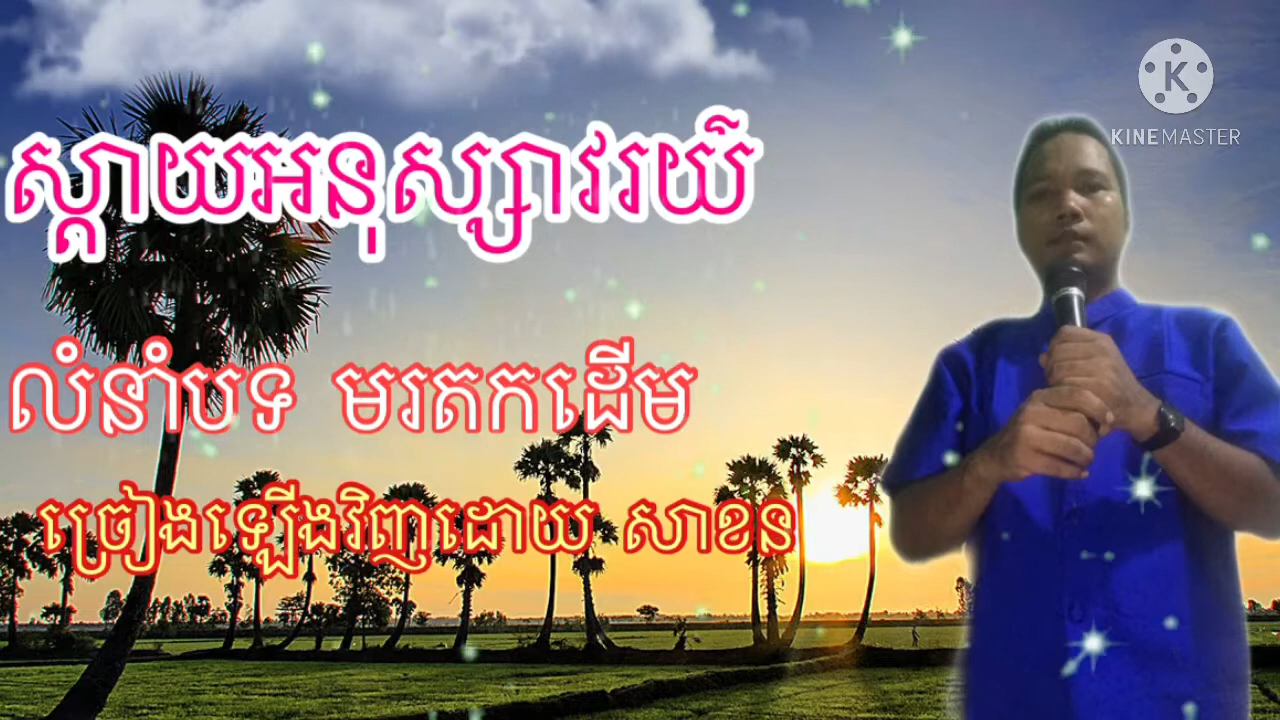 ស្ដាយអនុស្សាវរយ៍
លំនាំបទ មរតកដើម
ច្រៀងឡើងវិញដោយ សាខន
KINEMASTER